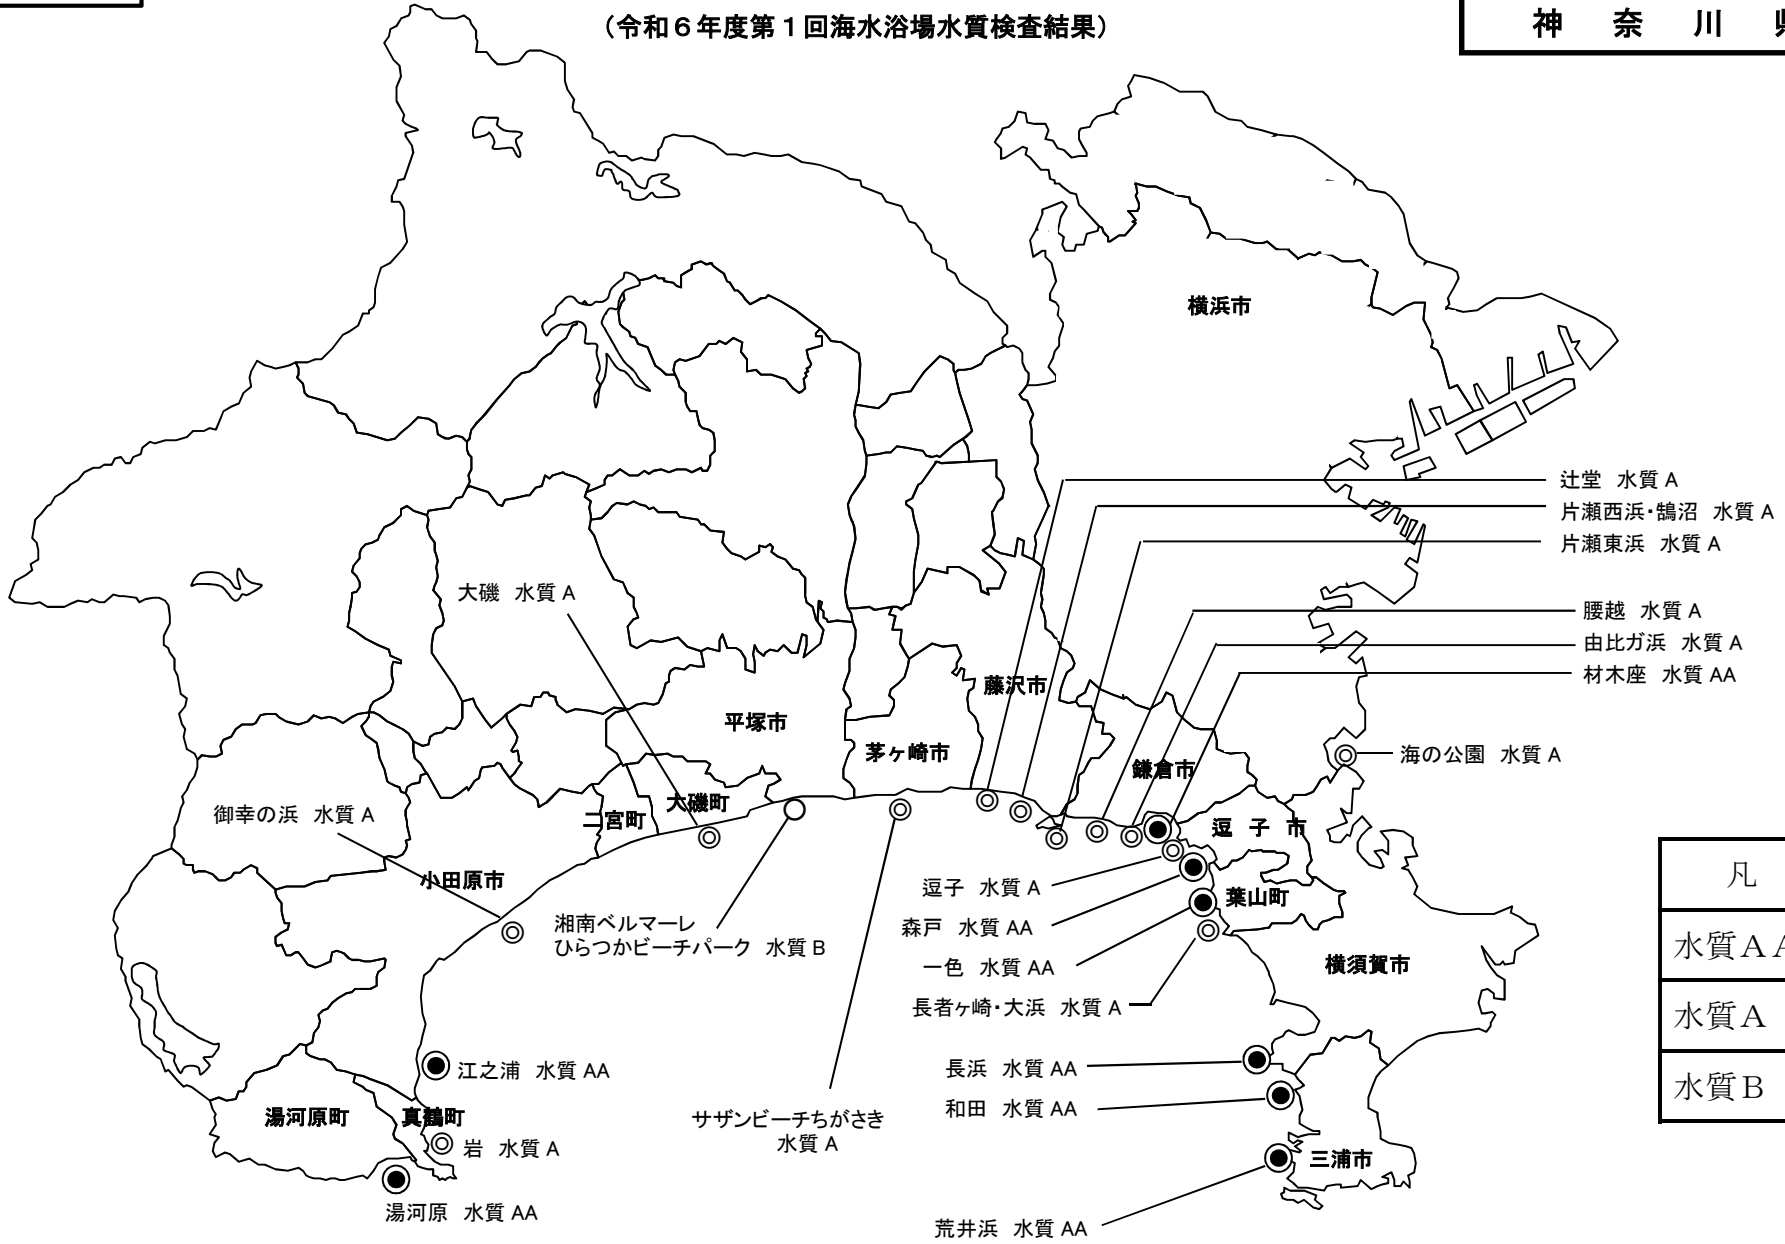 (令和6年度第1回海水浴場水質検査結果)
神奈川県
横浜市
辻堂 水質 A
片瀬西浜・鵠沼 水質 A
片瀬東浜 水質 A
大磯 水質 A
腰越 水質 A
由比ガ浜 水質 A
材木座 水質 AA
藤沢市
平塚市
茅ヶ崎市
鎌倉市
海の公園 水質 A
御幸の浜 水質 A
二宮町
大磯町
逗子市
小田原市
逗子 水質 A
葉山町
湘南ベルマーレ
ひらつかビーチパーク 水質 B
森戸 水質 AA
一色 水質 AA
横須賀市
長者ヶ崎・大浜 水質 A
江之浦 水質 AA
長浜 水質 AA
和田 水質 AA
湯河原町
真鶴町
サザンビーチちがさき
水質 A
岩 水質 A
三浦市
湯河原 水質 AA
荒井浜 水質 AA
凡
水質AA
水質A
水質B